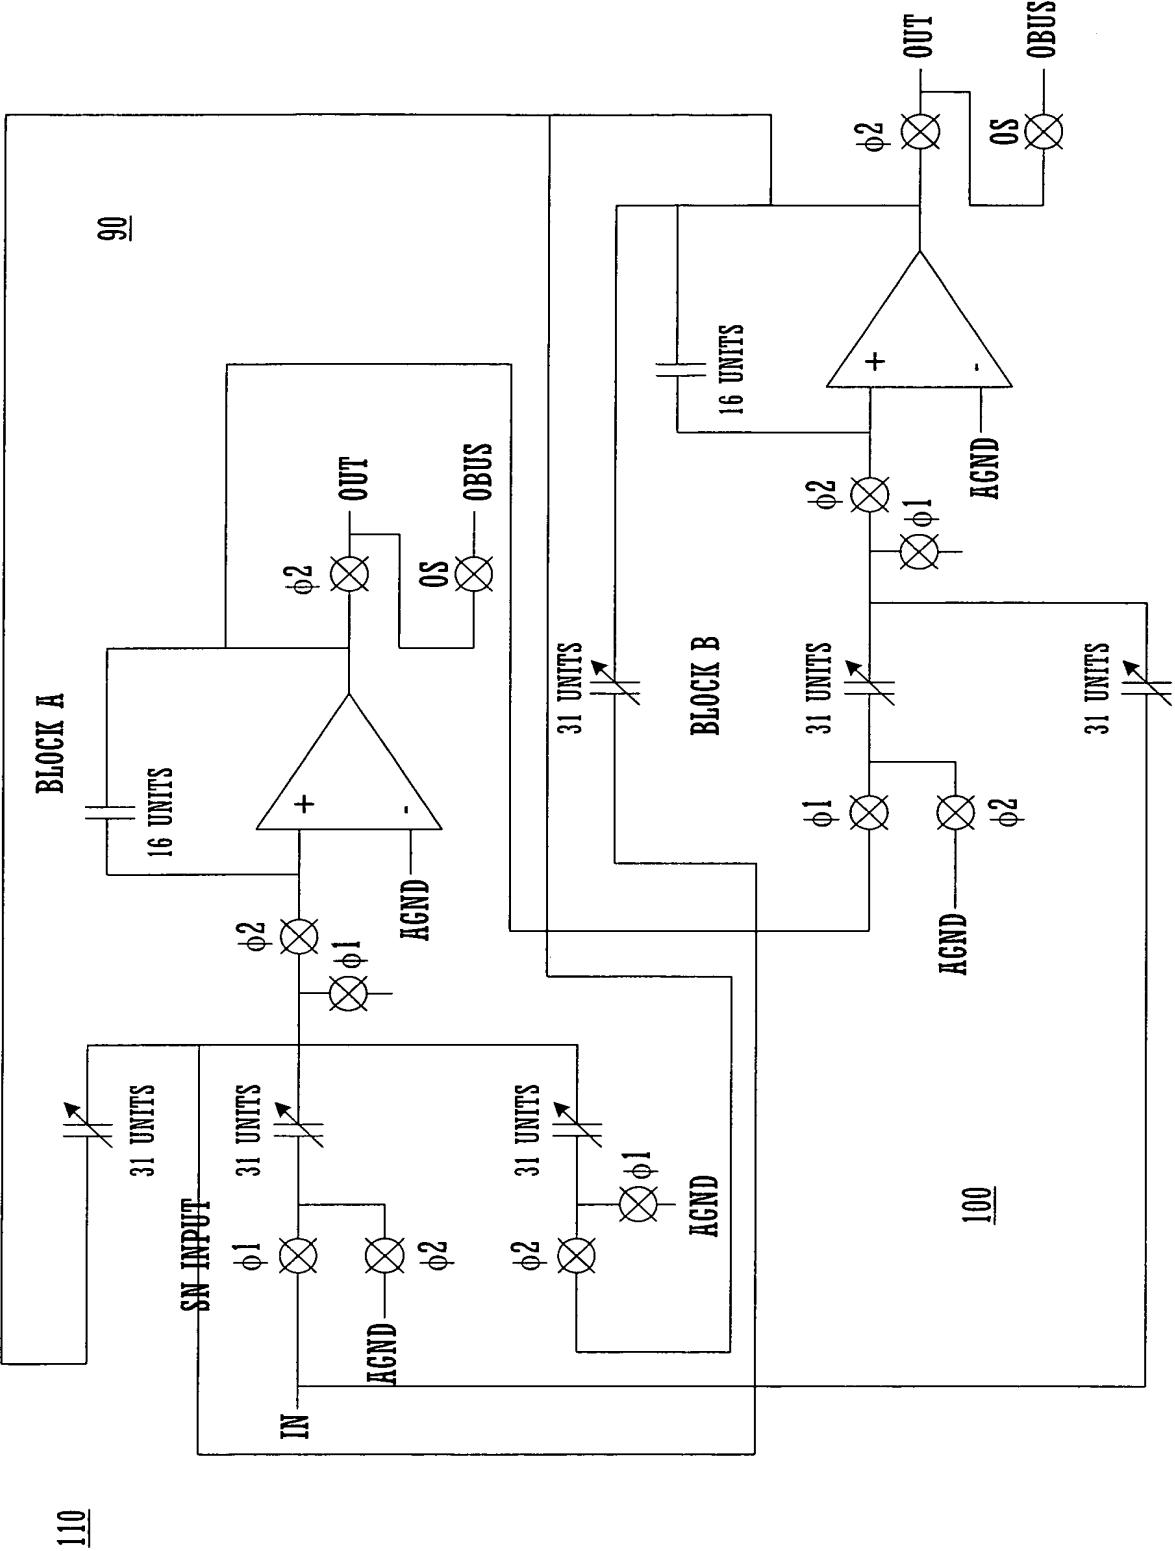 110
90
BLOCK A
16 UNITS
31 UNITS
SN INPUT
31 UNITS
31 UNITS
IN
ϕ1
ϕ2
AGND
ϕ2
ϕ1
AGND
ϕ2
ϕ1
+
-
AGND
ϕ2
OUT
OS
OBUS
100
BLOCK B
31 UNITS
16 UNITS
31 UNITS
31 UNITS
ϕ1
ϕ2
AGND
ϕ2
ϕ1
+
-
AGND
ϕ2
OUT
OS
OBUS